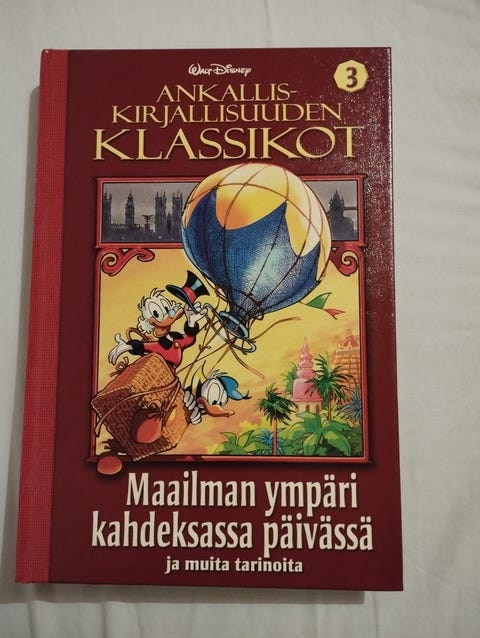 WALT DISNEY
3
ANKALLIS-
KIRJALLISUUDEN
KLASSIKOT
Maailman ympäri
kahdeksassa päivässä
ja muita tarinoita